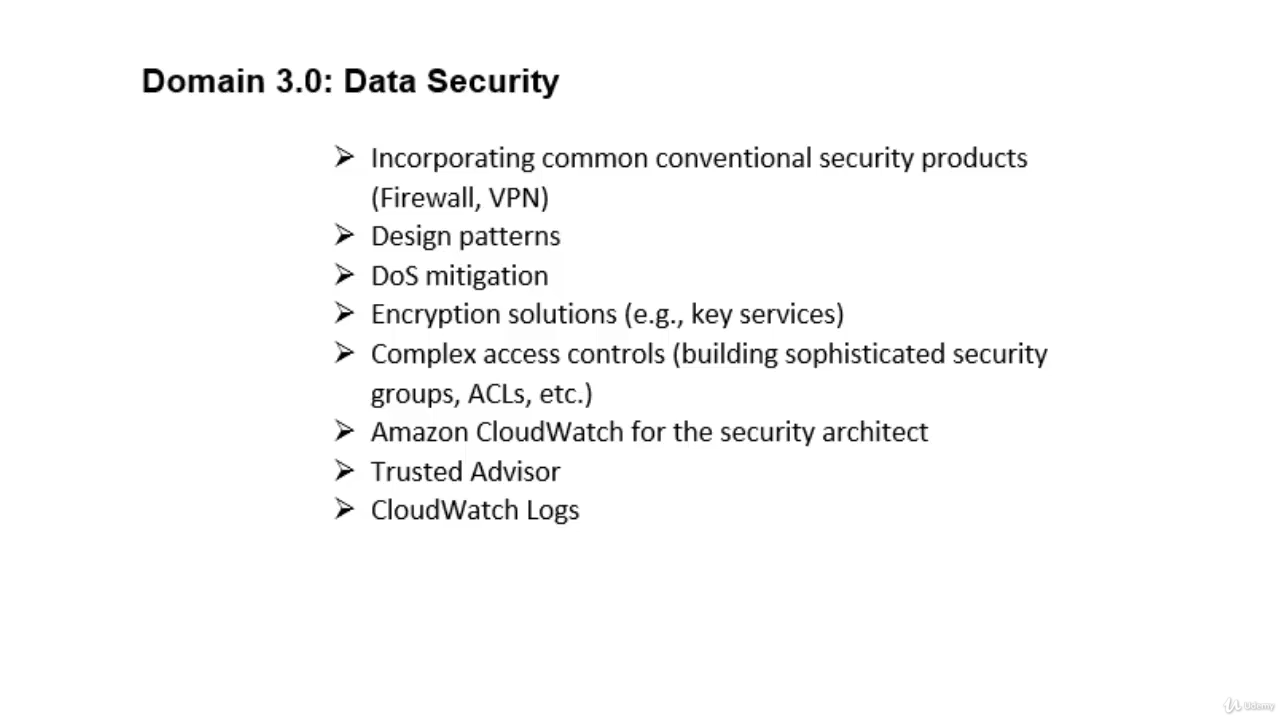 Domain 3.0: Data Security
➢ Incorporating common conventional security products
(Firewall, VPN)
➢ Design patterns
➢ DoS mitigation
➢ Encryption solutions (e.g., key services)
➢ Complex access controls (building sophisticated security
groups, ACLs, etc.)
➢ Amazon CloudWatch for the security architect
➢ Trusted Advisor
➢ CloudWatch Logs
Udemy